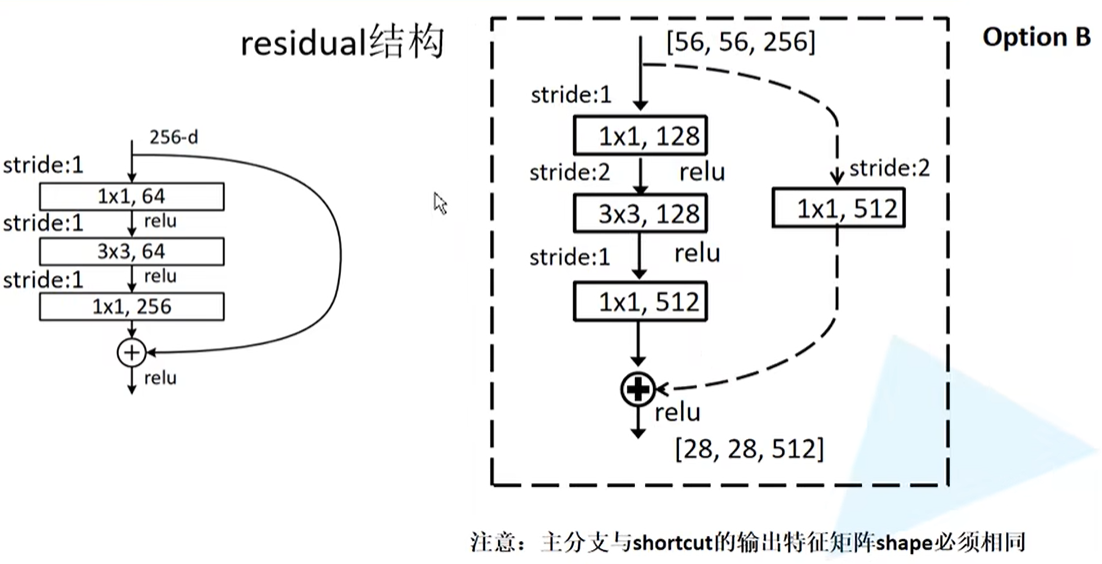 residual结构
256-d
stride:1
1x1, 64
relu
stride:1
3x3, 64
relu
stride:1
1x1, 256
relu
Option B
[56, 56, 256]
stride:1
1x1, 128
relu
stride:2
3x3, 128
relu
stride:1
1x1, 512
stride:2
1x1, 512
relu
[28, 28, 512]
注意：主分支与shortcut的输出特征矩阵shape必须相同